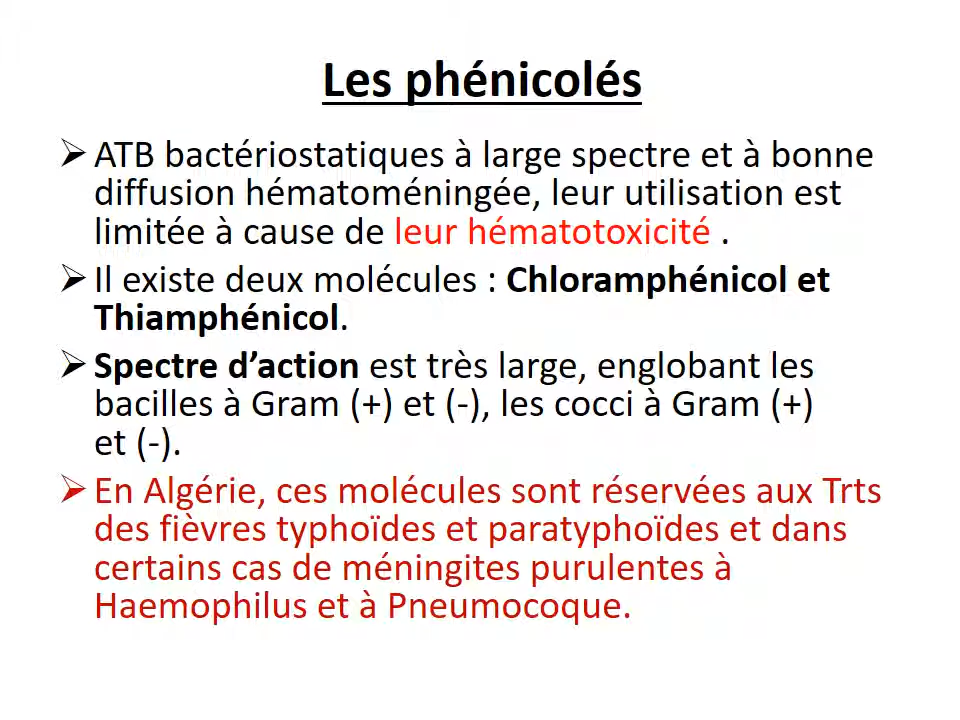 Les phénicolés
➢ ATB bactériostatiques à large spectre et à bonne
diffusion hématoméningée, leur utilisation est
limitée à cause de leur hématotoxicité .
➢ Il existe deux molécules : Chloramphénicol et
Thiamphénicol.
➢ Spectre d’action est très large, englobant les
bacilles à Gram (+) et (-), les cocci à Gram (+)
et (-).
➢ En Algérie, ces molécules sont réservées aux Trts
des fièvres typhoïdes et paratyphoïdes et dans
certains cas de méningites purulentes à
Haemophilus et à Pneumocoque.